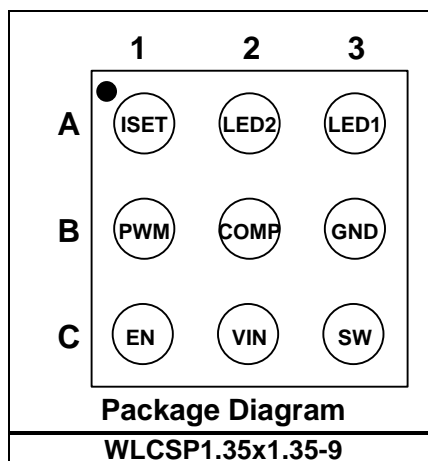 1 2 3
A ISET LED2 LED1
B PWM COMP GND
C EN VIN SW
Package Diagram
WLCSP1.35x1.35-9